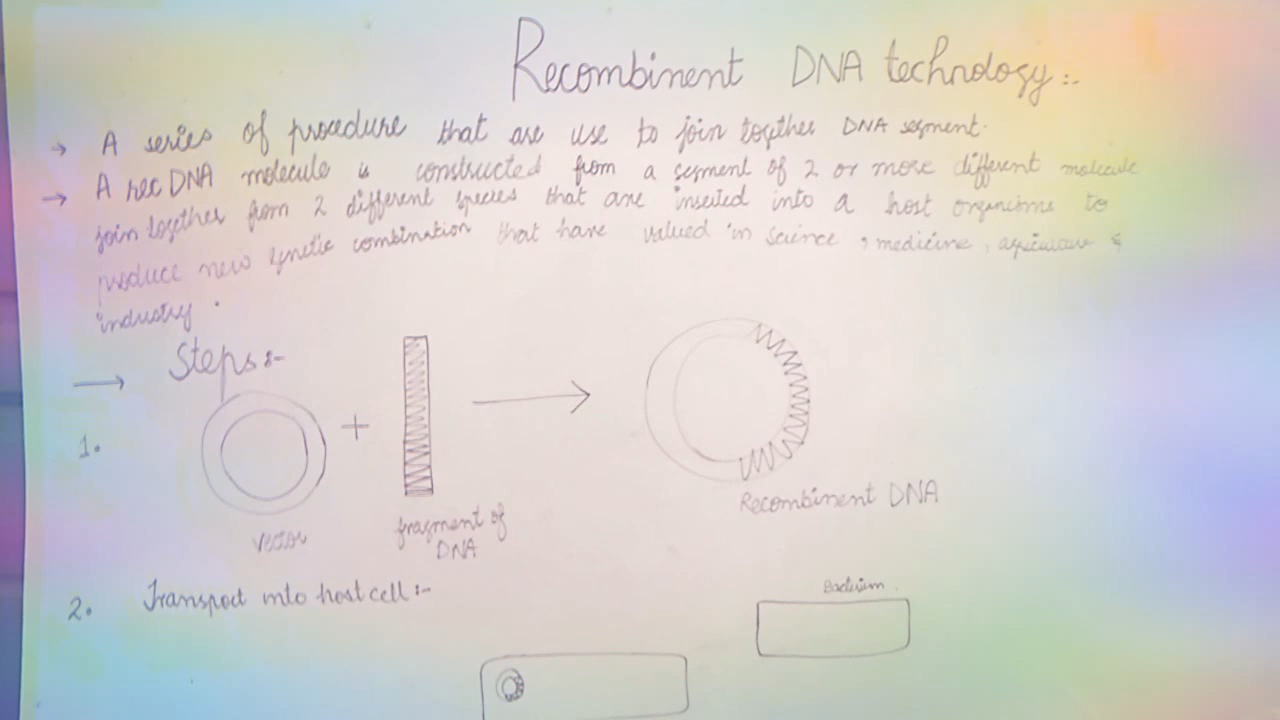 Recombinent DNA technology:-
→ A series of procedure that are use to join together DNA segment.
→ A rec DNA molecule is constructed from a segment of 2 or more different molecule
join together from 2 different species that are inserted into a host organisms to
produce new genetic combination that have valued in science, medicine, agriculture &
industry.
→ Steps:-
1.
+
vector
fragment of
DNA
Recombinent DNA
2. Transport into host cell:-
Bacterium.